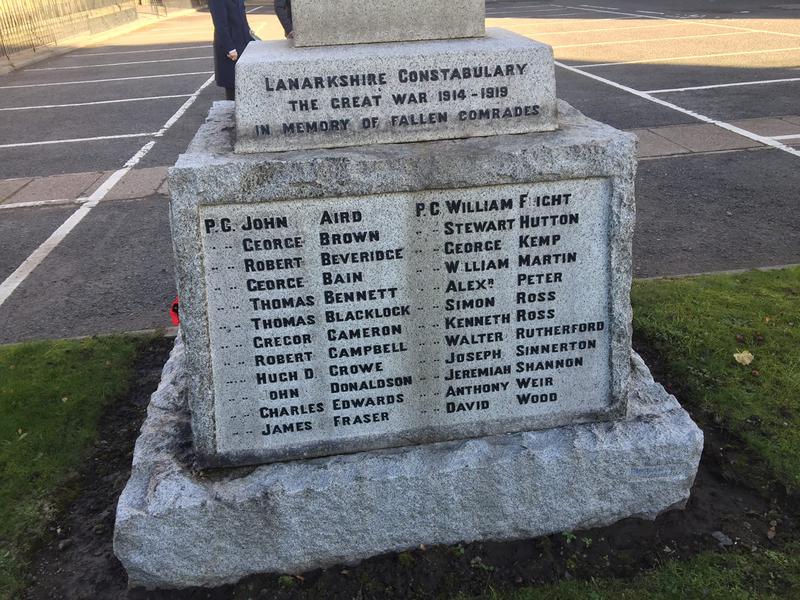 LANARKSHIRE CONSTABULARY
THE GREAT WAR 1914-1919
IN MEMORY OF FALLEN COMRADES
P.C. JOHN AIRD
" " GEORGE BROWN
" " ROBERT BEVERIDGE
" " GEORGE BAIN
" " THOMAS BENNETT
" " THOMAS BLACKLOCK
" " GREGOR CAMERON
" " ROBERT CAMPBELL
" " HUGH D CROWE
" " OHN DONALDSON
" " CHARLES EDWARDS
" " JAMES FRASER
P.C WILLIAM F IGHT
" " STEWART HUTTON
" " GEORGE KEMP
" " WILLIAM MARTIN
" " ALEXR PETER
" " SIMON ROSS
" " KENNETH ROSS
" " WALTER RUTHERFORD
" " JOSEPH SINNERTON
" " JEREMIAH SHANNON
" " ANTHONY WEIR
" " DAVID WOOD